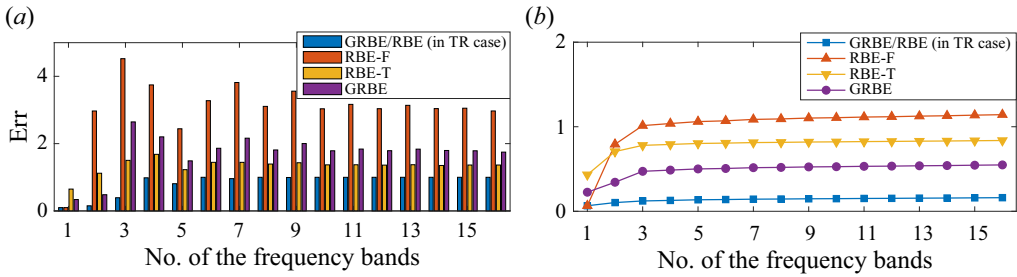 (a)
GRBE/RBE (in TR case)
RBE-F
RBE-T
GRBE
Err
4
2
0
1 3 5 7 9 11 13 15
No. of the frequency bands
(b)
GRBE/RBE (in TR case)
RBE-F
RBE-T
GRBE
2
1
0
1 3 5 7 9 11 13 15
No. of the frequency bands